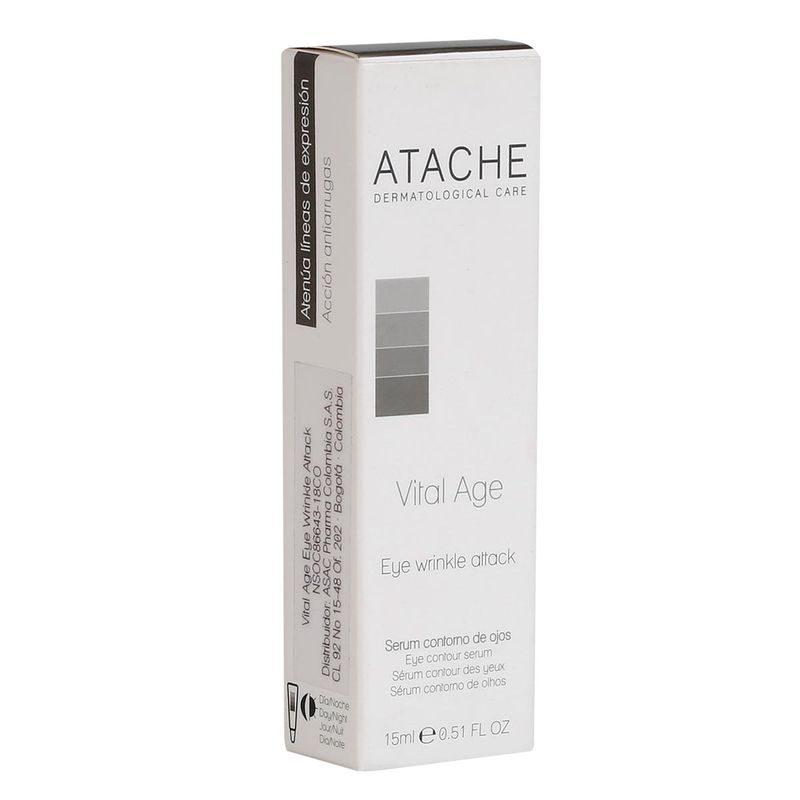 ATACHE
DERMATOLOGICAL CARE
Vital Age
Eye wrinkle attack
Serum contorno de ojos
Eye contour serum
Sérum contour des yeux
Sérum contorno de olhos
15ml e 0.51 FL OZ
Atenúa líneas de expresión
Acción antiarrugas
Vital Age Eye Wrinkle Attack
NSOC86643-18CO
Distribuidor: ASAC Pharma Colombia S.A.S.
CL 92 No 15-48 Of. 202 · Bogotá · Colombia
Día/Noche
Day/Night
Jour/Nuit
Dia/Noite